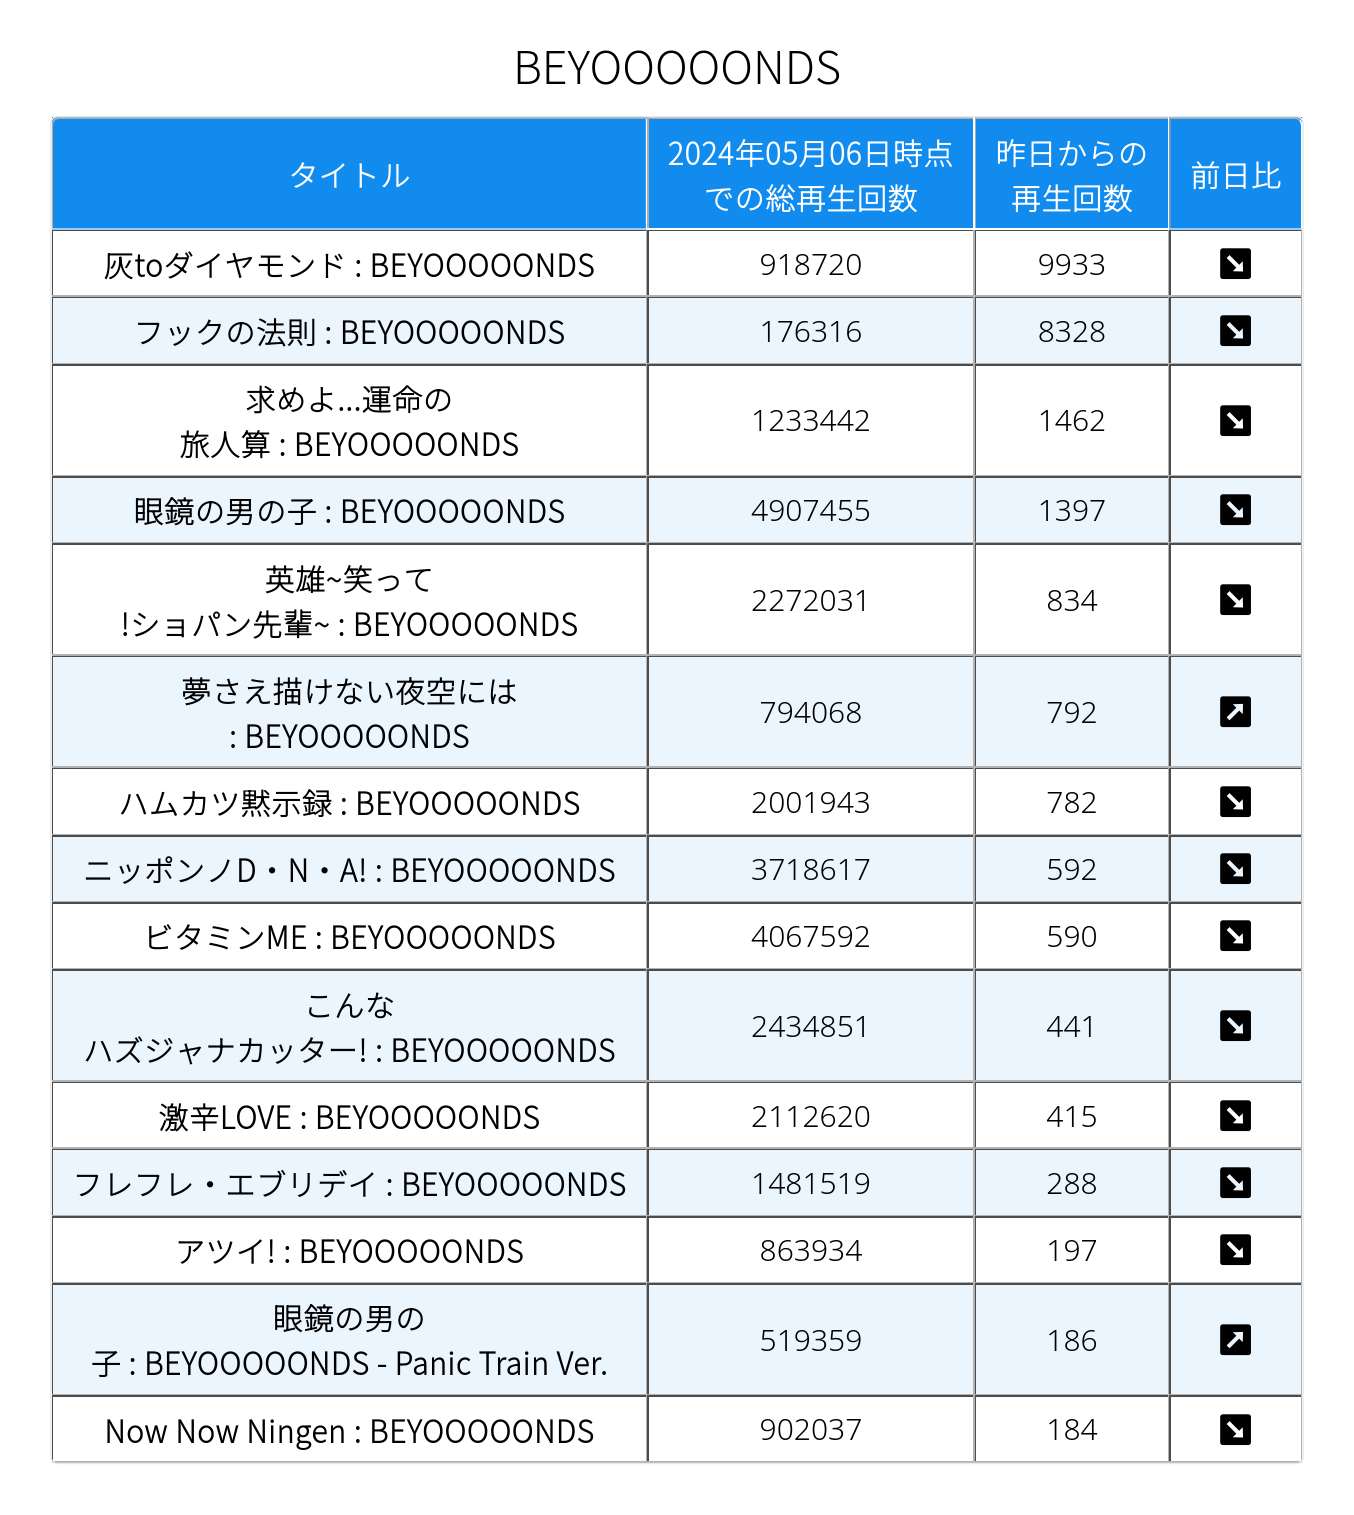 BEYOOOOONDS
タイトル
2024年05月06日時点
での総再生回数
昨日からの
再生回数
前日比
灰toダイヤモンド : BEYOOOOONDS
918720
9933
フックの法則 : BEYOOOOONDS
176316
8328
求めよ...運命の
旅人算 : BEYOOOOONDS
1233442
1462
眼鏡の男の子 : BEYOOOOONDS
4907455
1397
英雄~笑って
!ショパン先輩~ : BEYOOOOONDS
2272031
834
夢さえ描けない夜空には
: BEYOOOOONDS
794068
792
ハムカツ黙示録 : BEYOOOOONDS
2001943
782
ニッポンノD・N・A! : BEYOOOOONDS
3718617
592
ビタミンME : BEYOOOOONDS
4067592
590
こんな
ハズジャナカッター! : BEYOOOOONDS
2434851
441
激辛LOVE : BEYOOOOONDS
2112620
415
フレフレ・エブリデイ : BEYOOOOONDS
1481519
288
アツイ! : BEYOOOOONDS
863934
197
眼鏡の男の
子 : BEYOOOOONDS - Panic Train Ver.
519359
186
Now Now Ningen : BEYOOOOONDS
902037
184